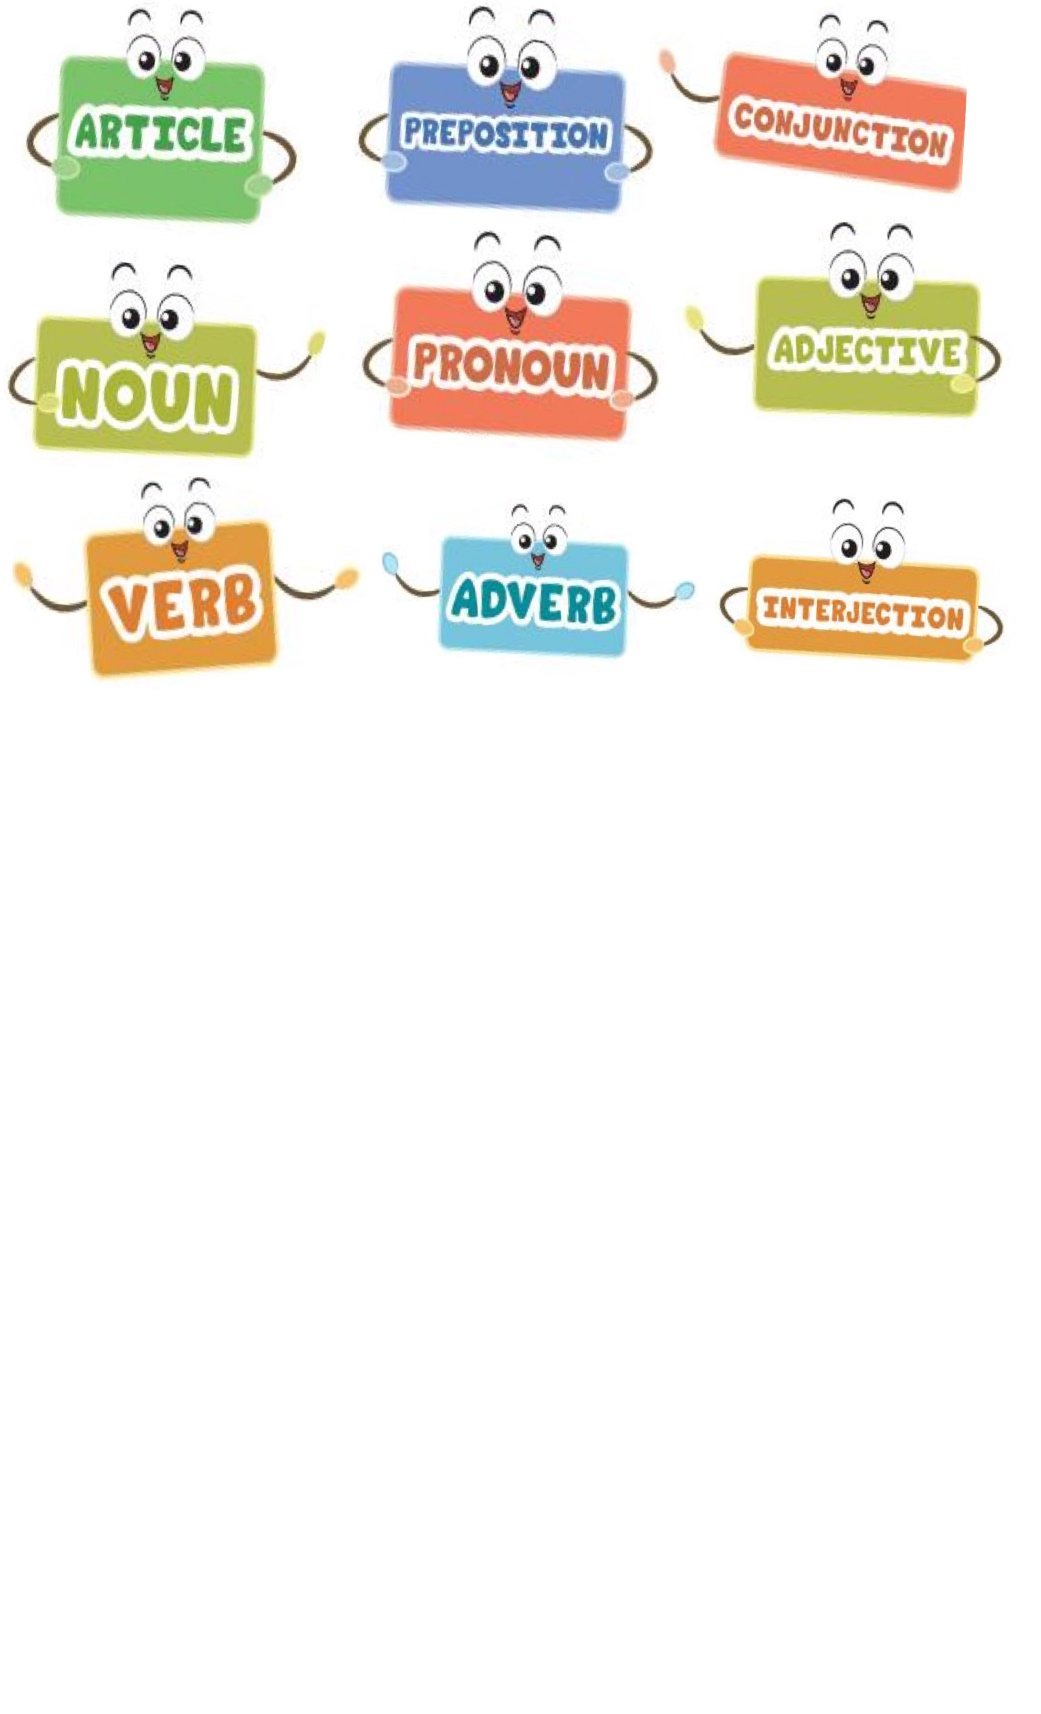 ARTICLE
PREPOSITION
CONJUNCTION
NOUN
PRONOUN
ADJECTIVE
VERB
ADVERB
INTERJECTION